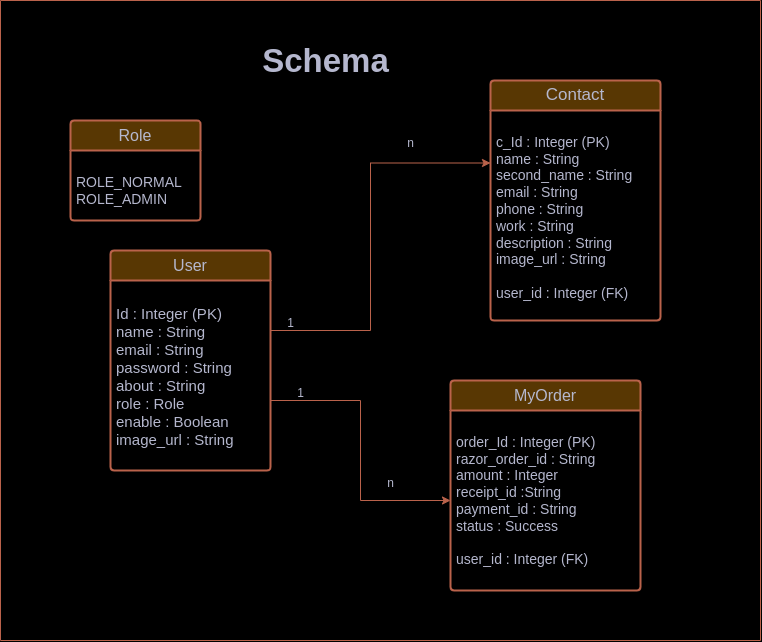 Schema
Role
ROLE_NORMAL
ROLE_ADMIN
User
Id : Integer (PK)
name : String
email : String
password : String
about : String
role : Role
enable : Boolean
image_url : String
1
n
1
n
Contact
c_Id : Integer (PK)
name : String
second_name : String
email : String
phone : String
work : String
description : String
image_url : String
user_id : Integer (FK)
MyOrder
order_Id : Integer (PK)
razor_order_id : String
amount : Integer
receipt_id :String
payment_id : String
status : Success
user_id : Integer (FK)